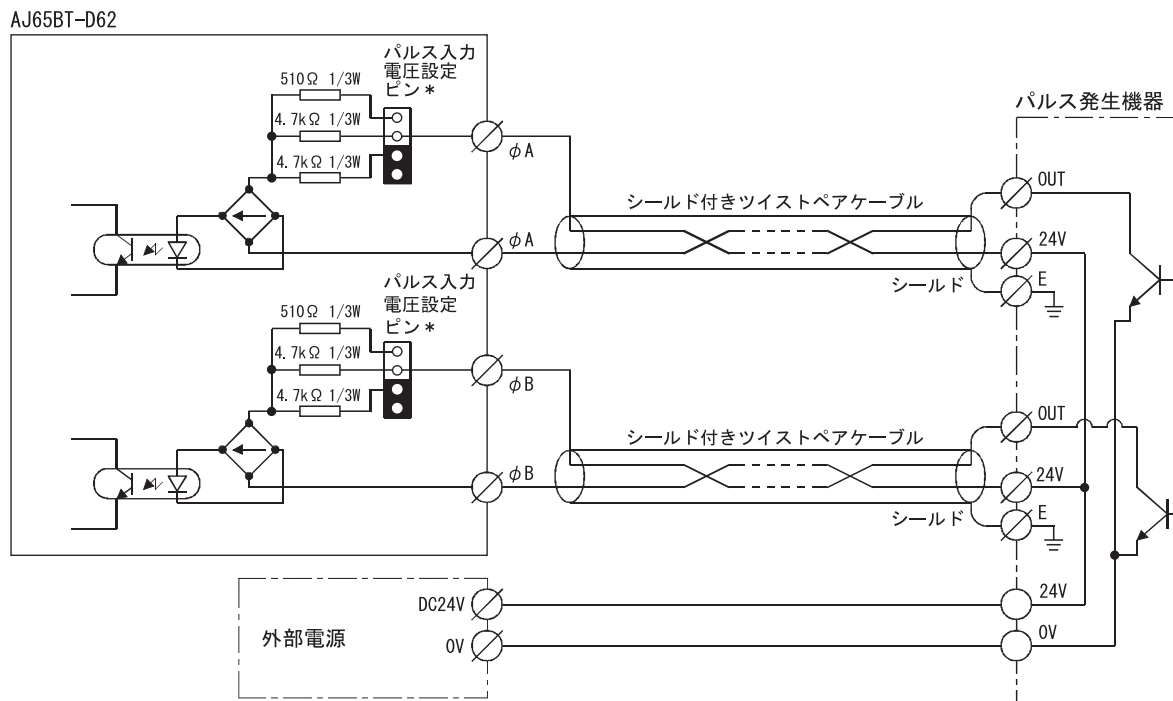 AJ65BT-D62
パルス入力
電圧設定
ピン*
510Ω 1/3W
4.7kΩ 1/3W
4.7kΩ 1/3W
φA
φA
シールド付きツイストペアケーブル
シールド
パルス発生機器
OUT
24V
E
パルス入力
電圧設定
ピン*
510Ω 1/3W
4.7kΩ 1/3W
4.7kΩ 1/3W
φB
φB
シールド付きツイストペアケーブル
シールド
OUT
24V
E
外部電源
DC24V
0V
24V
0V